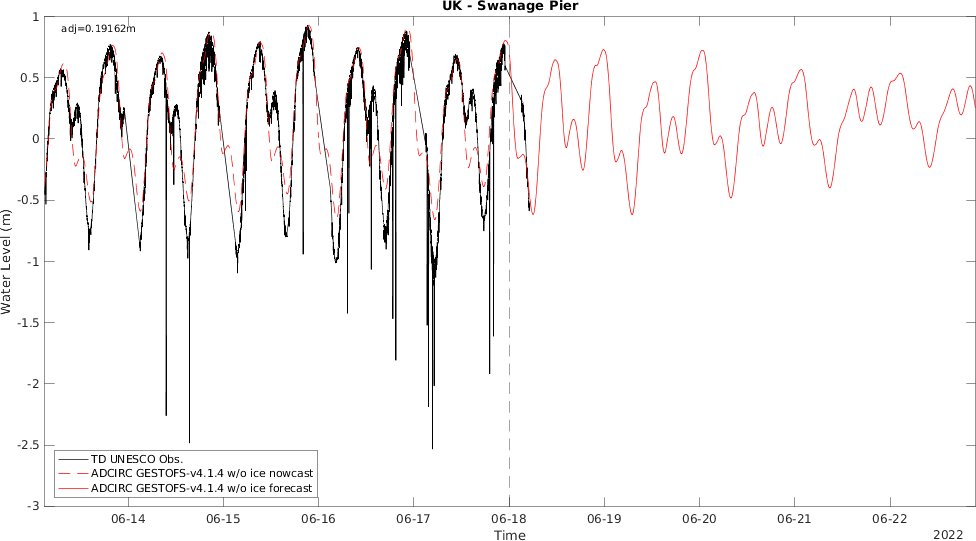 UK - Swanage Pier
adj=0.19162m
1
0.5
0
-0.5
-1
-1.5
-2
-2.5
-3
Water Level (m)
TD UNESCO Obs.
ADCIRC GESTOFS-v4.1.4 w/o ice nowcast
ADCIRC GESTOFS-v4.1.4 w/o ice forecast
06-14 06-15 06-16 06-17 06-18 06-19 06-20 06-21 06-22
Time
2022